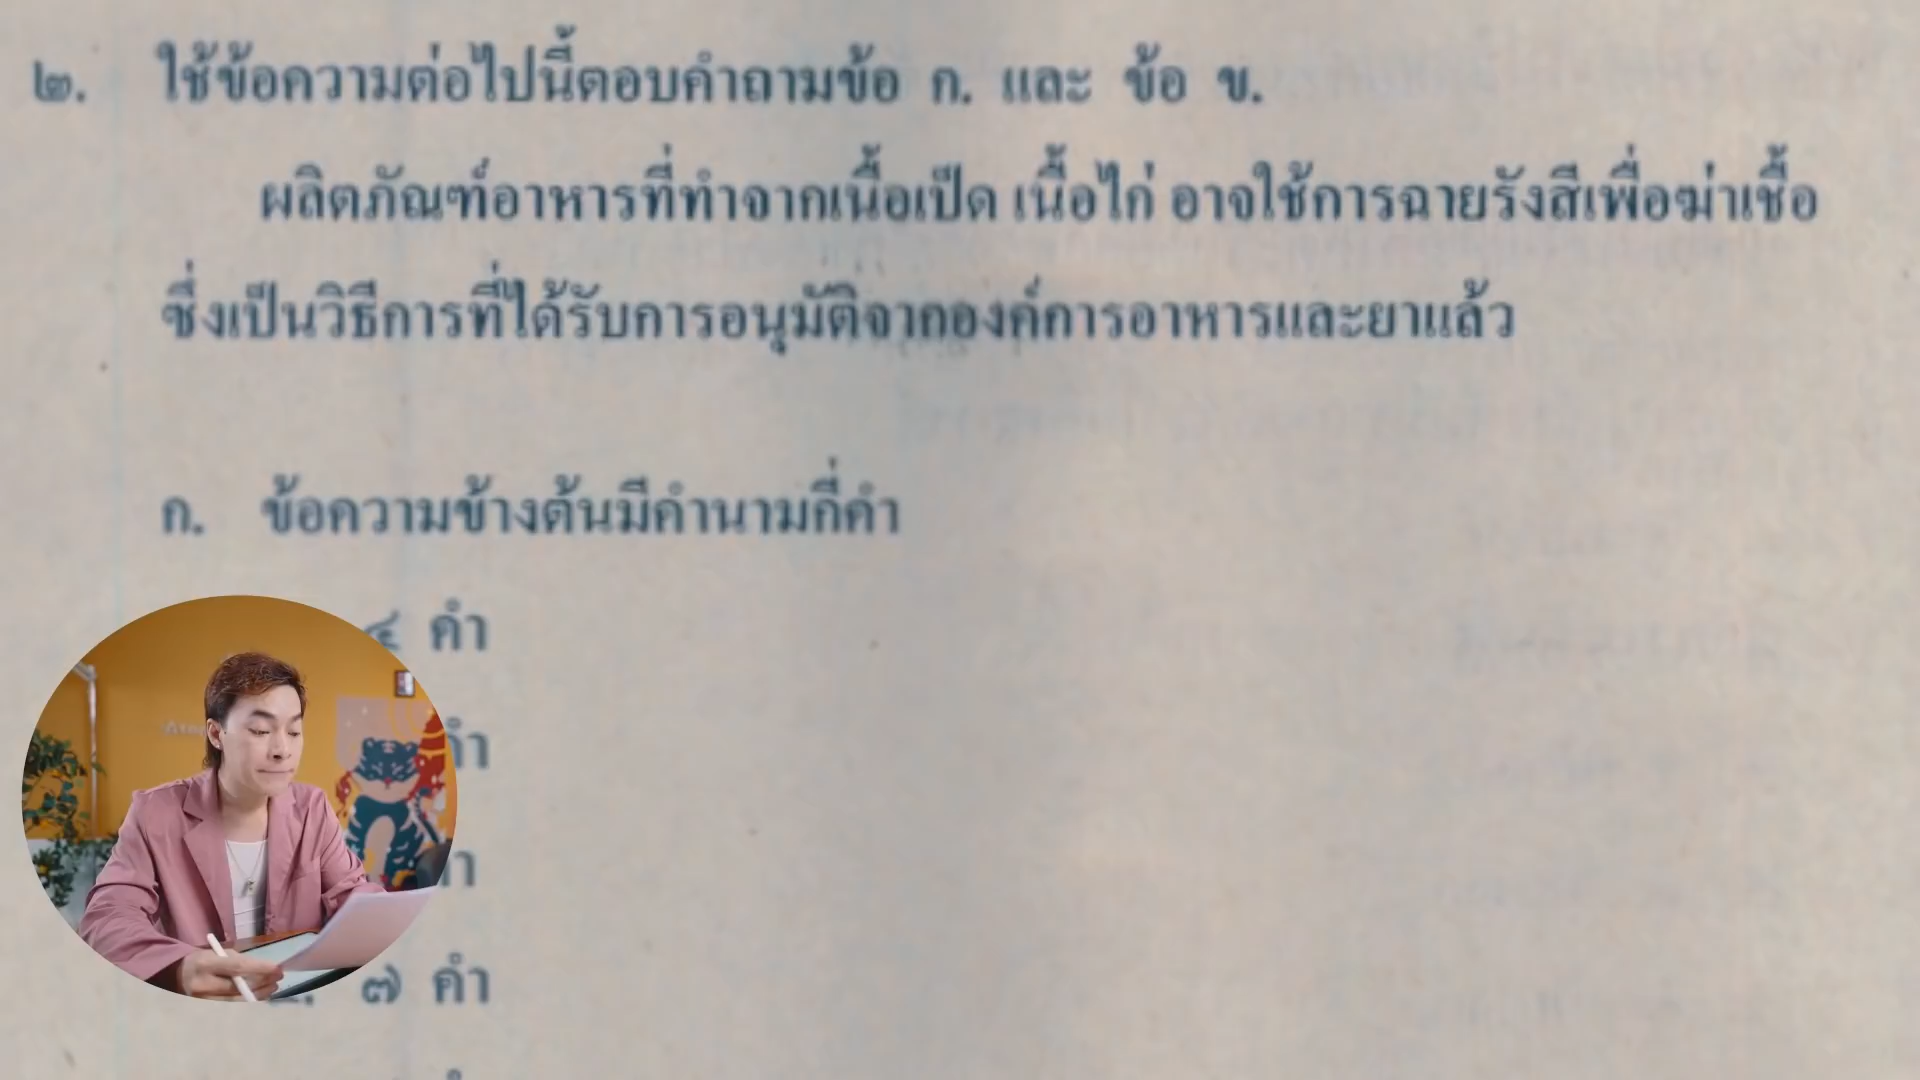 ๒. ใช้ข้อความต่อไปนี้ตอบคำถามข้อ ก. และ ข้อ ข.
ผลิตภัณฑ์อาหารที่ทำจากเนื้อเป็ด เนื้อไก่ อาจใช้การฉายรังสีเพื่อฆ่าเชื้อ
ซึ่งเป็นวิธีการที่ได้รับการอนุมัติจากองค์การอาหารและยาแล้ว
ก. ข้อความข้างต้นมีคำนามกี่คำ
๔ คำ
คำ
๗ คำ